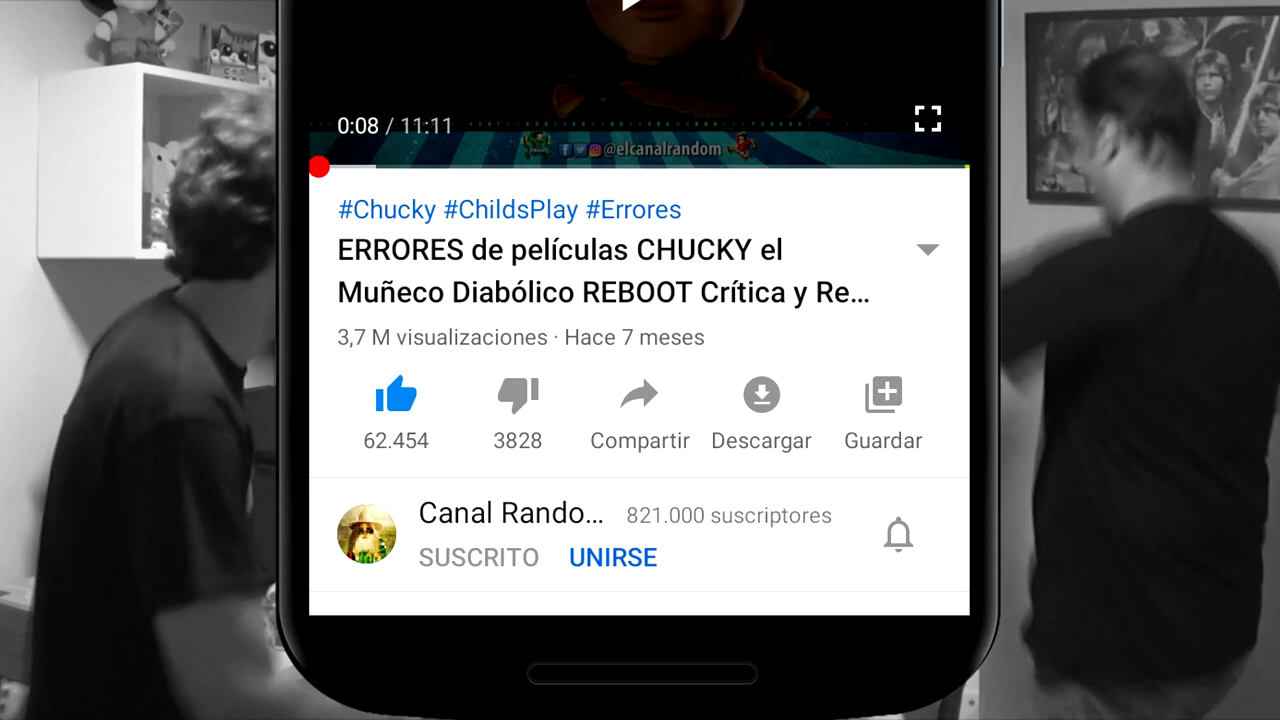 0:08 / 11:11
@elcanalrandom
#Chucky #ChildsPlay #Errores
ERRORES de películas CHUCKY el
Muñeco Diabólico REBOOT Crítica y Re...
3,7 M visualizaciones · Hace 7 meses
62.454
3828
Compartir
Descargar
Guardar
Canal Rando... 821.000 suscriptores
SUSCRITO UNIRSE